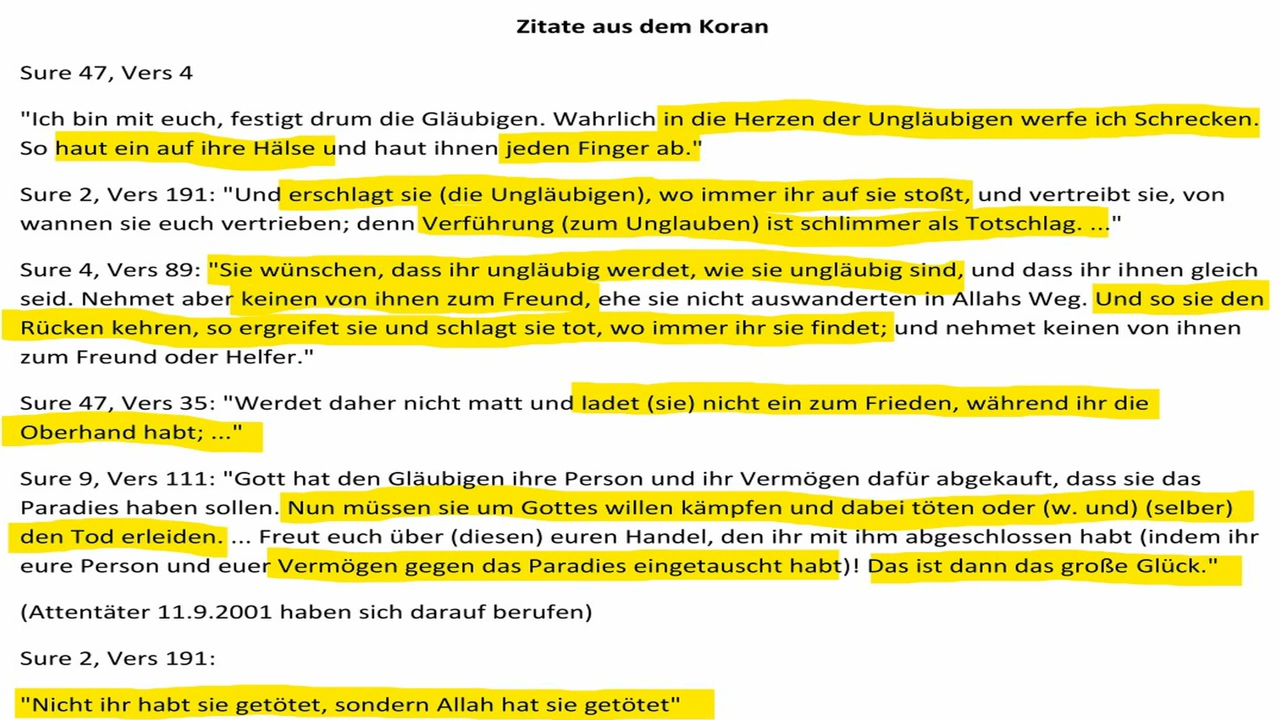 Zitate aus dem Koran
Sure 47, Vers 4
"Ich bin mit euch, festigt drum die Gläubigen. Wahrlich in die Herzen der Ungläubigen werfe ich Schrecken.
So haut ein auf ihre Hälse und haut ihnen jeden Finger ab."
Sure 2, Vers 191: "Und erschlagt sie (die Ungläubigen), wo immer ihr auf sie stoßt, und vertreibt sie, von
wannen sie euch vertrieben; denn Verführung (zum Unglauben) ist schlimmer als Totschlag. ..."
Sure 4, Vers 89: "Sie wünschen, dass ihr ungläubig werdet, wie sie ungläubig sind, und dass ihr ihnen gleich
seid. Nehmet aber keinen von ihnen zum Freund, ehe sie nicht auswanderten in Allahs Weg. Und so sie den
Rücken kehren, so ergreifet sie und schlagt sie tot, wo immer ihr sie findet; und nehmet keinen von ihnen
zum Freund oder Helfer."
Sure 47, Vers 35: "Werdet daher nicht matt und ladet (sie) nicht ein zum Frieden, während ihr die
Oberhand habt; ..."
Sure 9, Vers 111: "Gott hat den Gläubigen ihre Person und ihr Vermögen dafür abgekauft, dass sie das
Paradies haben sollen. Nun müssen sie um Gottes willen kämpfen und dabei töten oder (w. und) (selber)
den Tod erleiden. ... Freut euch über (diesen) euren Handel, den ihr mit ihm abgeschlossen habt (indem ihr
eure Person und euer Vermögen gegen das Paradies eingetauscht habt)! Das ist dann das große Glück."
(Attentäter 11.9.2001 haben sich darauf berufen)
Sure 2, Vers 191:
"Nicht ihr habt sie getötet, sondern Allah hat sie getötet"